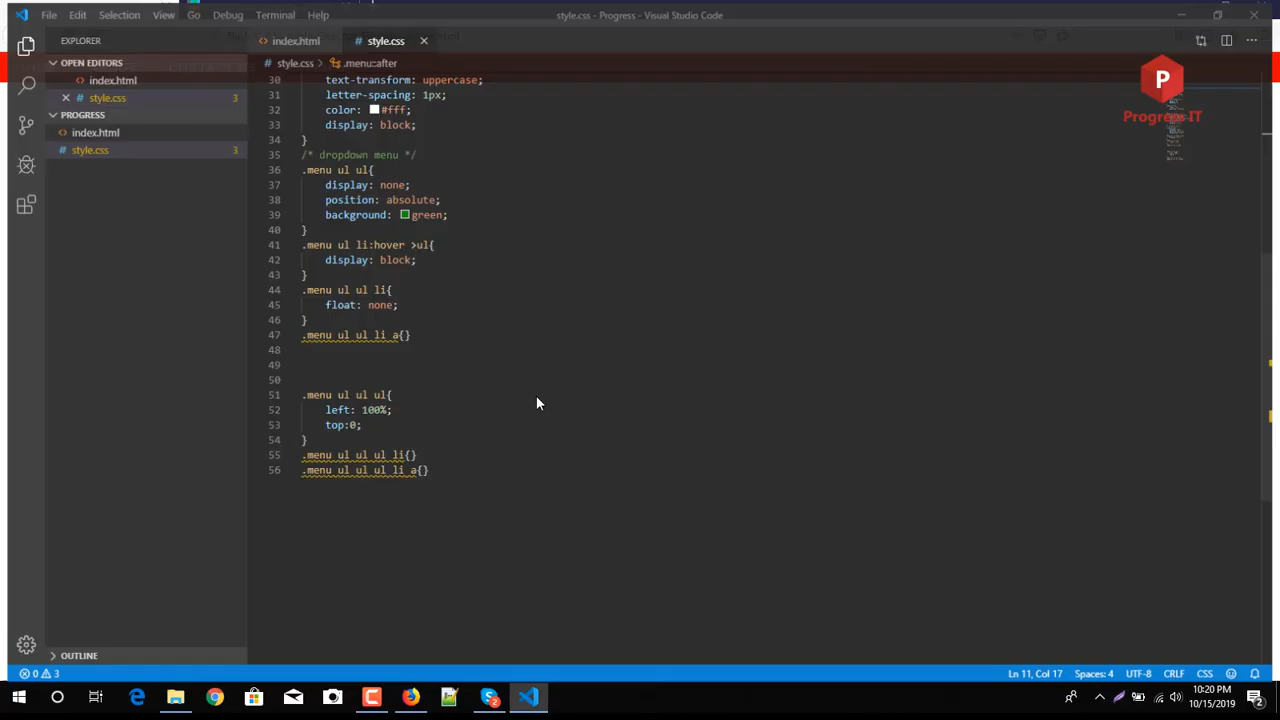 File Edit Selection View Go Debug Terminal Help
style.css - Progress - Visual Studio Code
EXPLORER
index.html
style.css
OPEN EDITORS
index.html
style.css 3
PROGRESS
index.html
style.css 3
style.css > .menu::after
P
Progress IT
30 text-transform: uppercase;
31 letter-spacing: 1px;
32 color: #fff;
33 display: block;
34 }
35 /* dropdown menu */
36 .menu ul ul{
37 display: none;
38 position: absolute;
39 background: green;
40 }
41 .menu ul li:hover >ul{
42 display: block;
43 }
44 .menu ul ul li{
45 float: none;
46 }
47 .menu ul ul li a{}
48
49
50
51 .menu ul ul ul{
52 left: 100%;
53 top:0;
54 }
55 .menu ul ul ul li{}
56 .menu ul ul ul li a{}
OUTLINE
0 3
Ln 11, Col 17 Spaces: 4 UTF-8 CRLF CSS
2
10:20 PM
10/15/2019
2